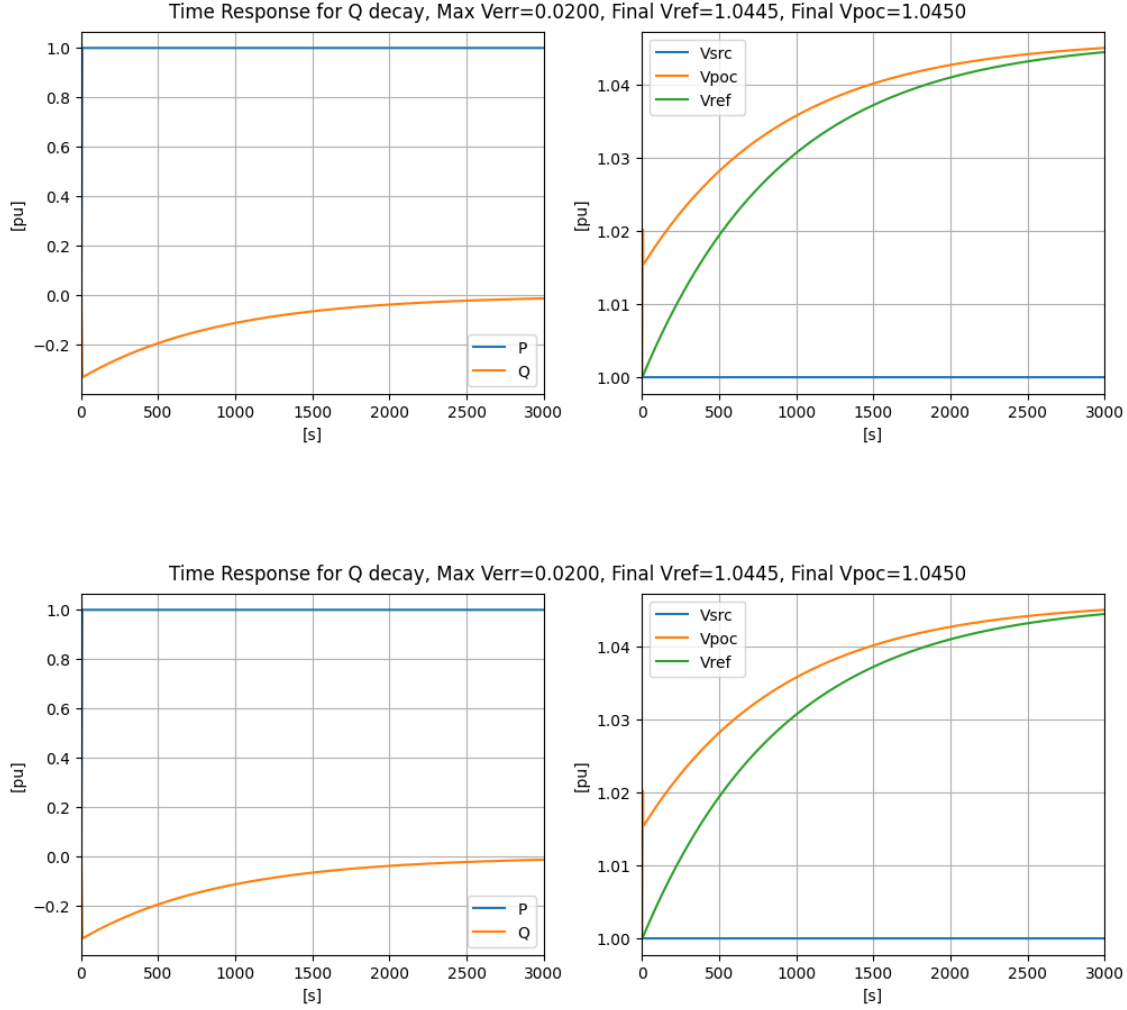 Time Response for Q decay, Max Verr=0.0200, Final Vref=1.0445, Final Vpoc=1.0450
1.0
0.8
0.6
0.4
0.2
0.0
−0.2
[pu]
P
Q
0 500 1000 1500 2000 2500 3000
[s]
Vsrc
Vpoc
Vref
1.04
1.03
1.02
1.01
1.00
[pu]
0 500 1000 1500 2000 2500 3000
[s]
Time Response for Q decay, Max Verr=0.0200, Final Vref=1.0445, Final Vpoc=1.0450
1.0
0.8
0.6
0.4
0.2
0.0
−0.2
[pu]
P
Q
0 500 1000 1500 2000 2500 3000
[s]
Vsrc
Vpoc
Vref
1.04
1.03
1.02
1.01
1.00
[pu]
0 500 1000 1500 2000 2500 3000
[s]